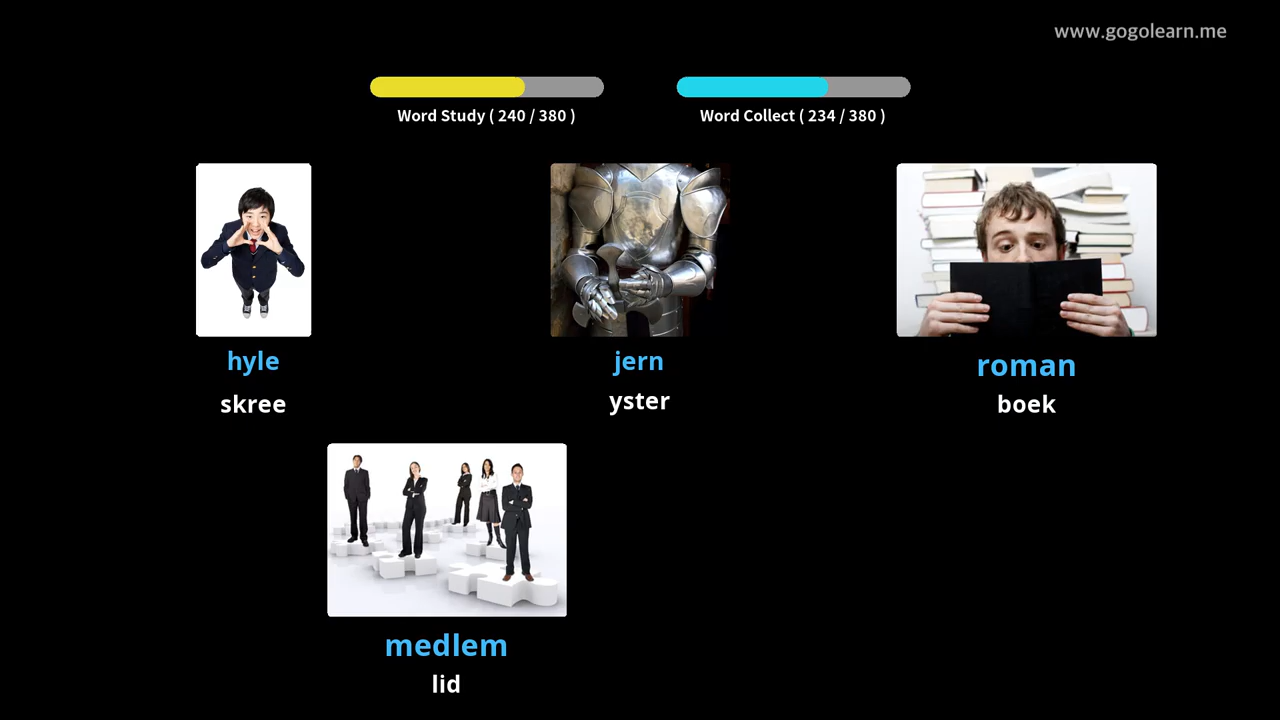 www.gogolearn.me
Word Study ( 240 / 380 )
Word Collect ( 234 / 380 )
hyle
skree
jern
yster
roman
boek
medlem
lid